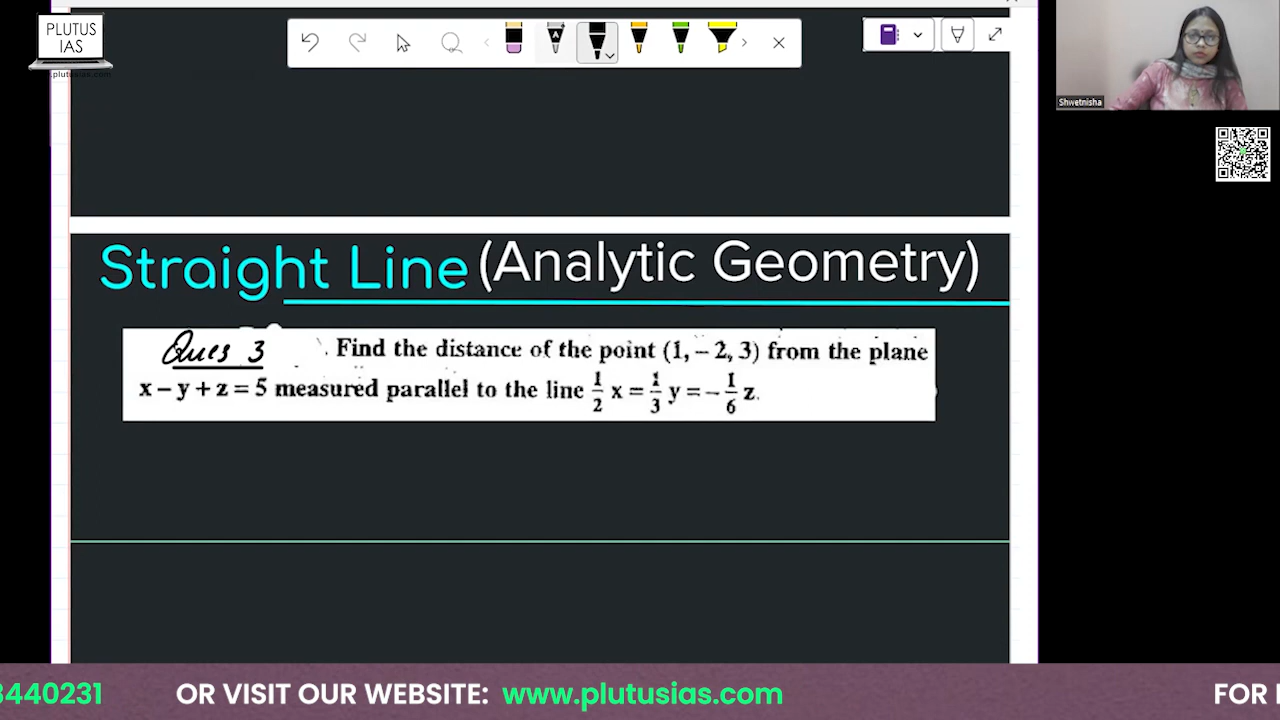 PLUTUS
IAS
.plutusias.com
A
Shwetnisha
Straight Line (Analytic Geometry)
Ques 3 Find the distance of the point (1, – 2, 3) from the plane
x – y + z = 5 measured parallel to the line 1/2 x = 1/3 y = – 1/6 z.
3440231 OR VISIT OUR WEBSITE: www.plutusias.com FOR